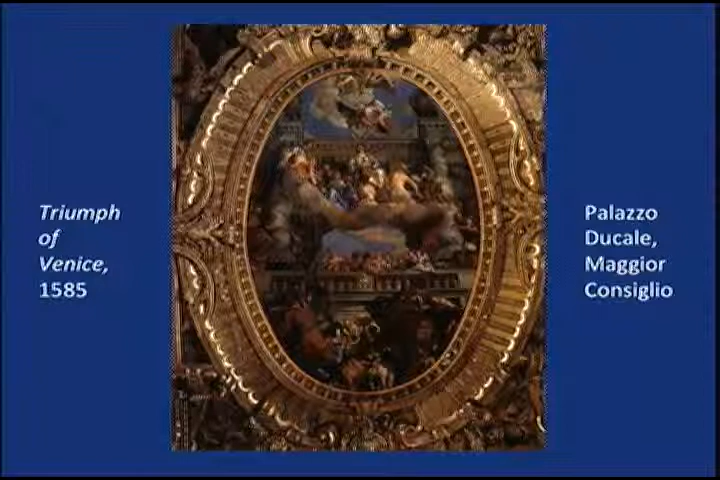 Triumph
of
Venice,
1585
Palazzo
Ducale,
Maggior
Consiglio